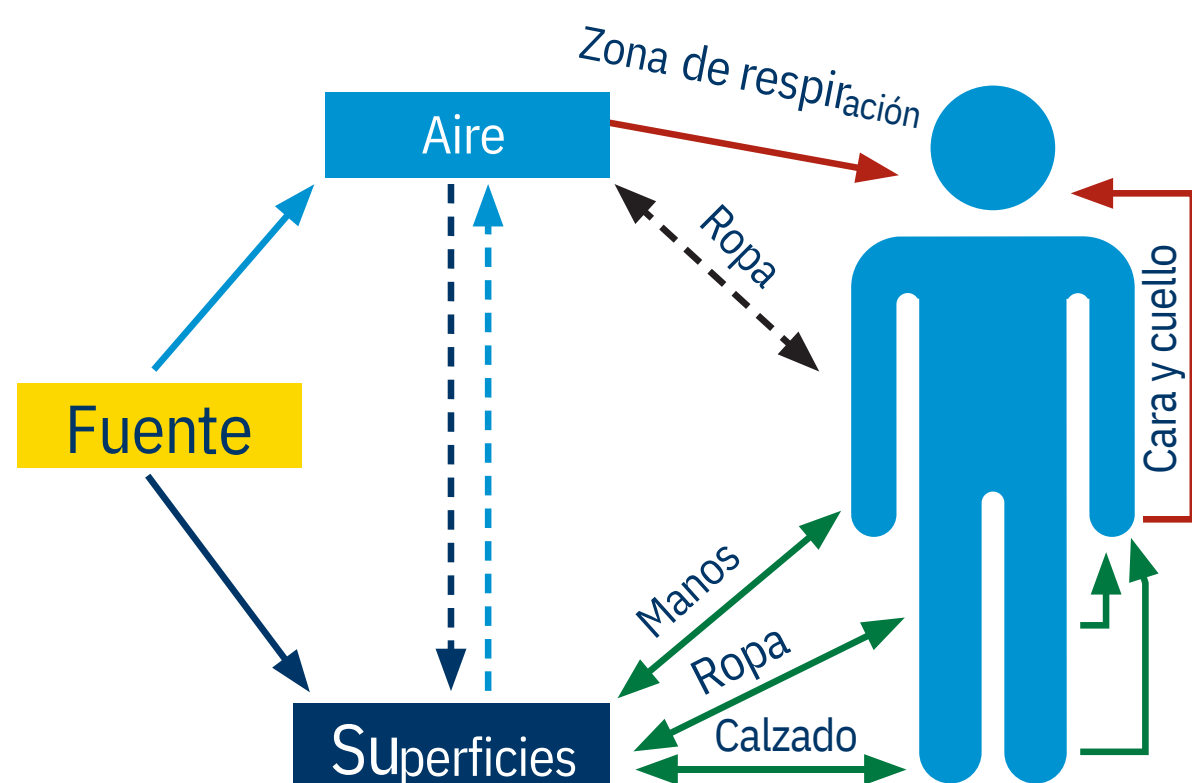 Zona de respiración
Aire
Ropa
Cara y cuello
Fuente
Manos
Ropa
Calzado
Superficies